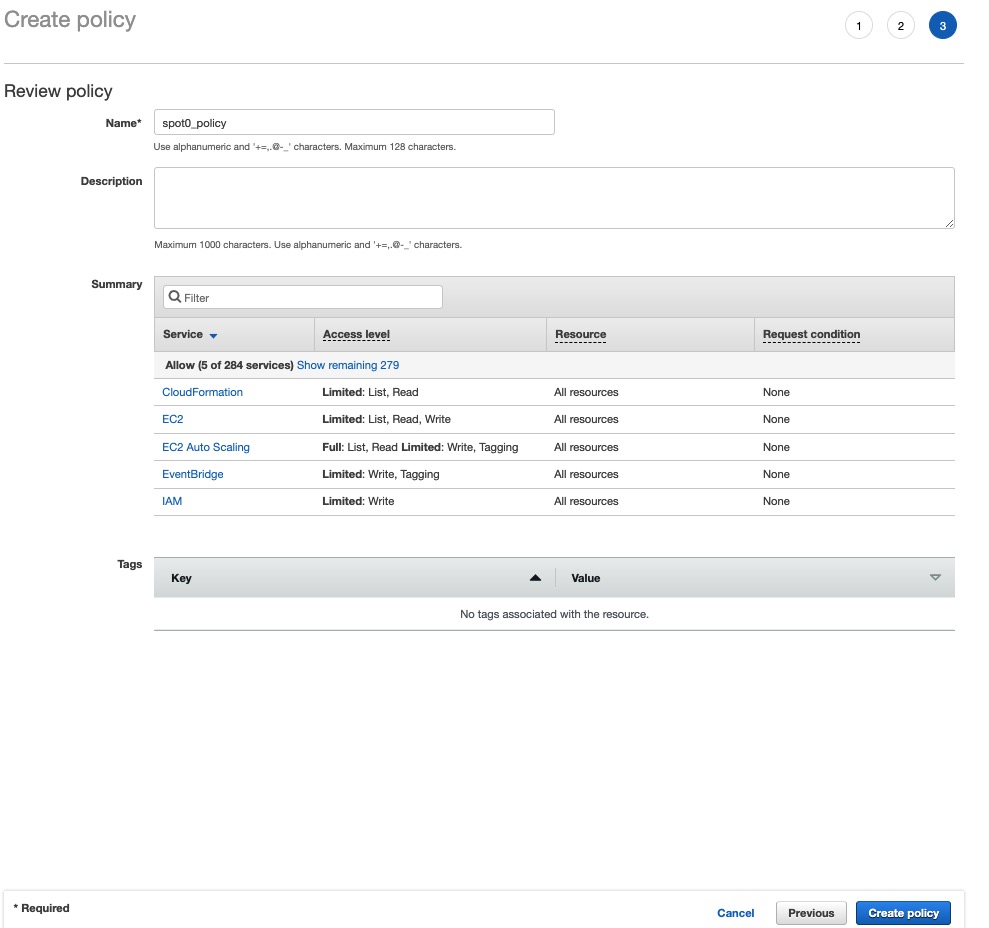 Create policy
1 2 3
Review policy
Name* spot0_policy
Use alphanumeric and '+=,.@-_' characters. Maximum 128 characters.
Description
Maximum 1000 characters. Use alphanumeric and '+=,.@-_' characters.
Summary
Filter
Service Access level Resource Request condition
Allow (5 of 284 services) Show remaining 279
CloudFormation Limited: List, Read All resources None
EC2 Limited: List, Read, Write All resources None
EC2 Auto Scaling Full: List, Read Limited: Write, Tagging All resources None
EventBridge Limited: Write, Tagging All resources None
IAM Limited: Write All resources None
Tags
Key Value
No tags associated with the resource.
* Required
Cancel Previous Create policy